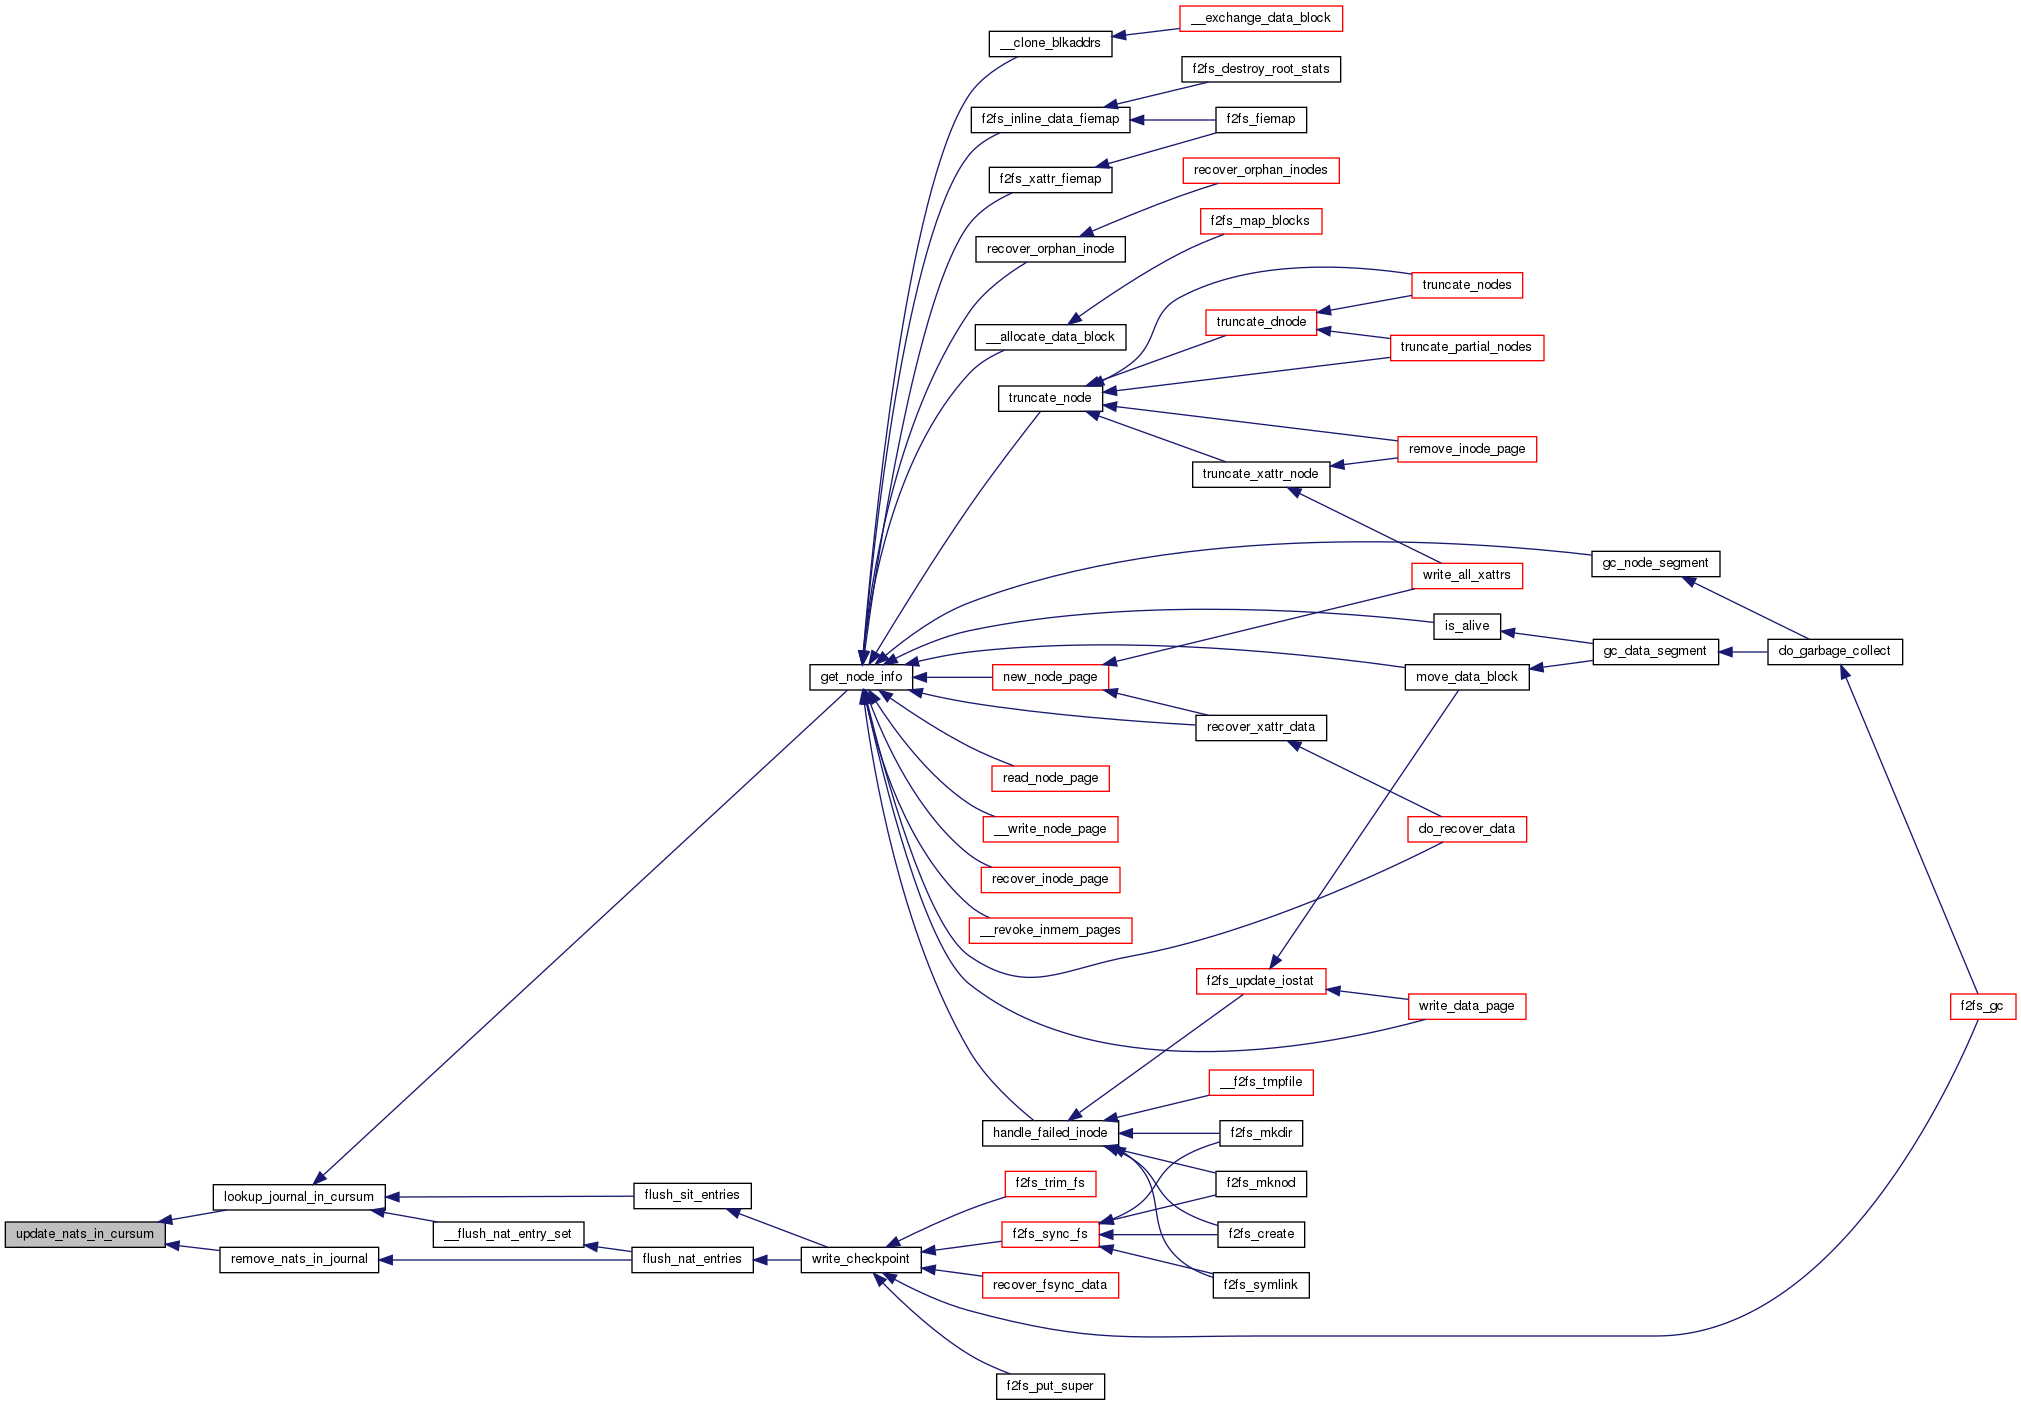 __exchange_data_block
__clone_blkaddrs
f2fs_destroy_root_stats
f2fs_inline_data_fiemap
f2fs_fiemap
f2fs_xattr_fiemap
recover_orphan_inodes
f2fs_map_blocks
recover_orphan_inode
truncate_nodes
truncate_dnode
__allocate_data_block
truncate_partial_nodes
truncate_node
remove_inode_page
truncate_xattr_node
gc_node_segment
write_all_xattrs
is_alive
gc_data_segment
do_garbage_collect
get_node_info
new_node_page
move_data_block
recover_xattr_data
read_node_page
__write_node_page
do_recover_data
recover_inode_page
__revoke_inmem_pages
f2fs_update_iostat
write_data_page
f2fs_gc
__f2fs_tmpfile
handle_failed_inode
f2fs_mkdir
f2fs_trim_fs
f2fs_mknod
lookup_journal_in_cursum
flush_sit_entries
update_nats_in_cursum
__flush_nat_entry_set
f2fs_sync_fs
f2fs_create
remove_nats_in_journal
flush_nat_entries
write_checkpoint
recover_fsync_data
f2fs_symlink
f2fs_put_super